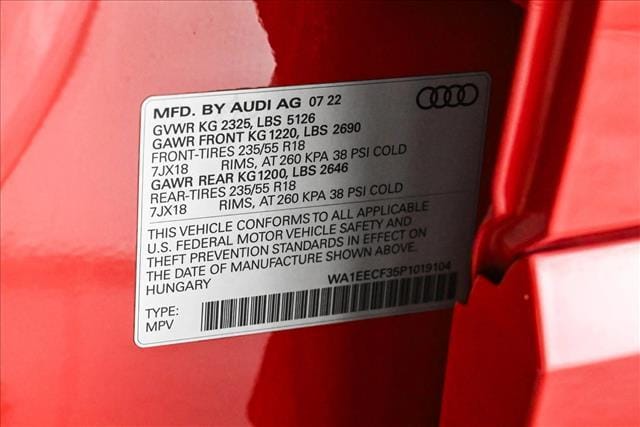 MFD. BY AUDI AG 07 22
GVWR KG 2325, LBS 5126
GAWR FRONT KG1220, LBS 2690
FRONT-TIRES 235/55 R18
7JX18 RIMS, AT 260 KPA 38 PSI COLD
GAWR REAR KG1200, LBS 2646
REAR-TIRES 235/55 R18
7JX18 RIMS, AT 260 KPA 38 PSI COLD
THIS VEHICLE CONFORMS TO ALL APPLICABLE
U.S. FEDERAL MOTOR VEHICLE SAFETY AND
THEFT PREVENTION STANDARDS IN EFFECT ON
THE DATE OF MANUFACTURE SHOWN ABOVE.
HUNGARY
WA1EECF35P1019104
TYPE:
MPV